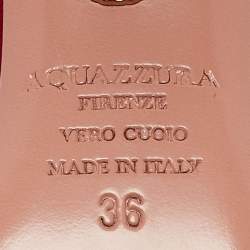 AQUAZZURA
FIRENZE
VERO CUOIO
MADE IN ITALY
36